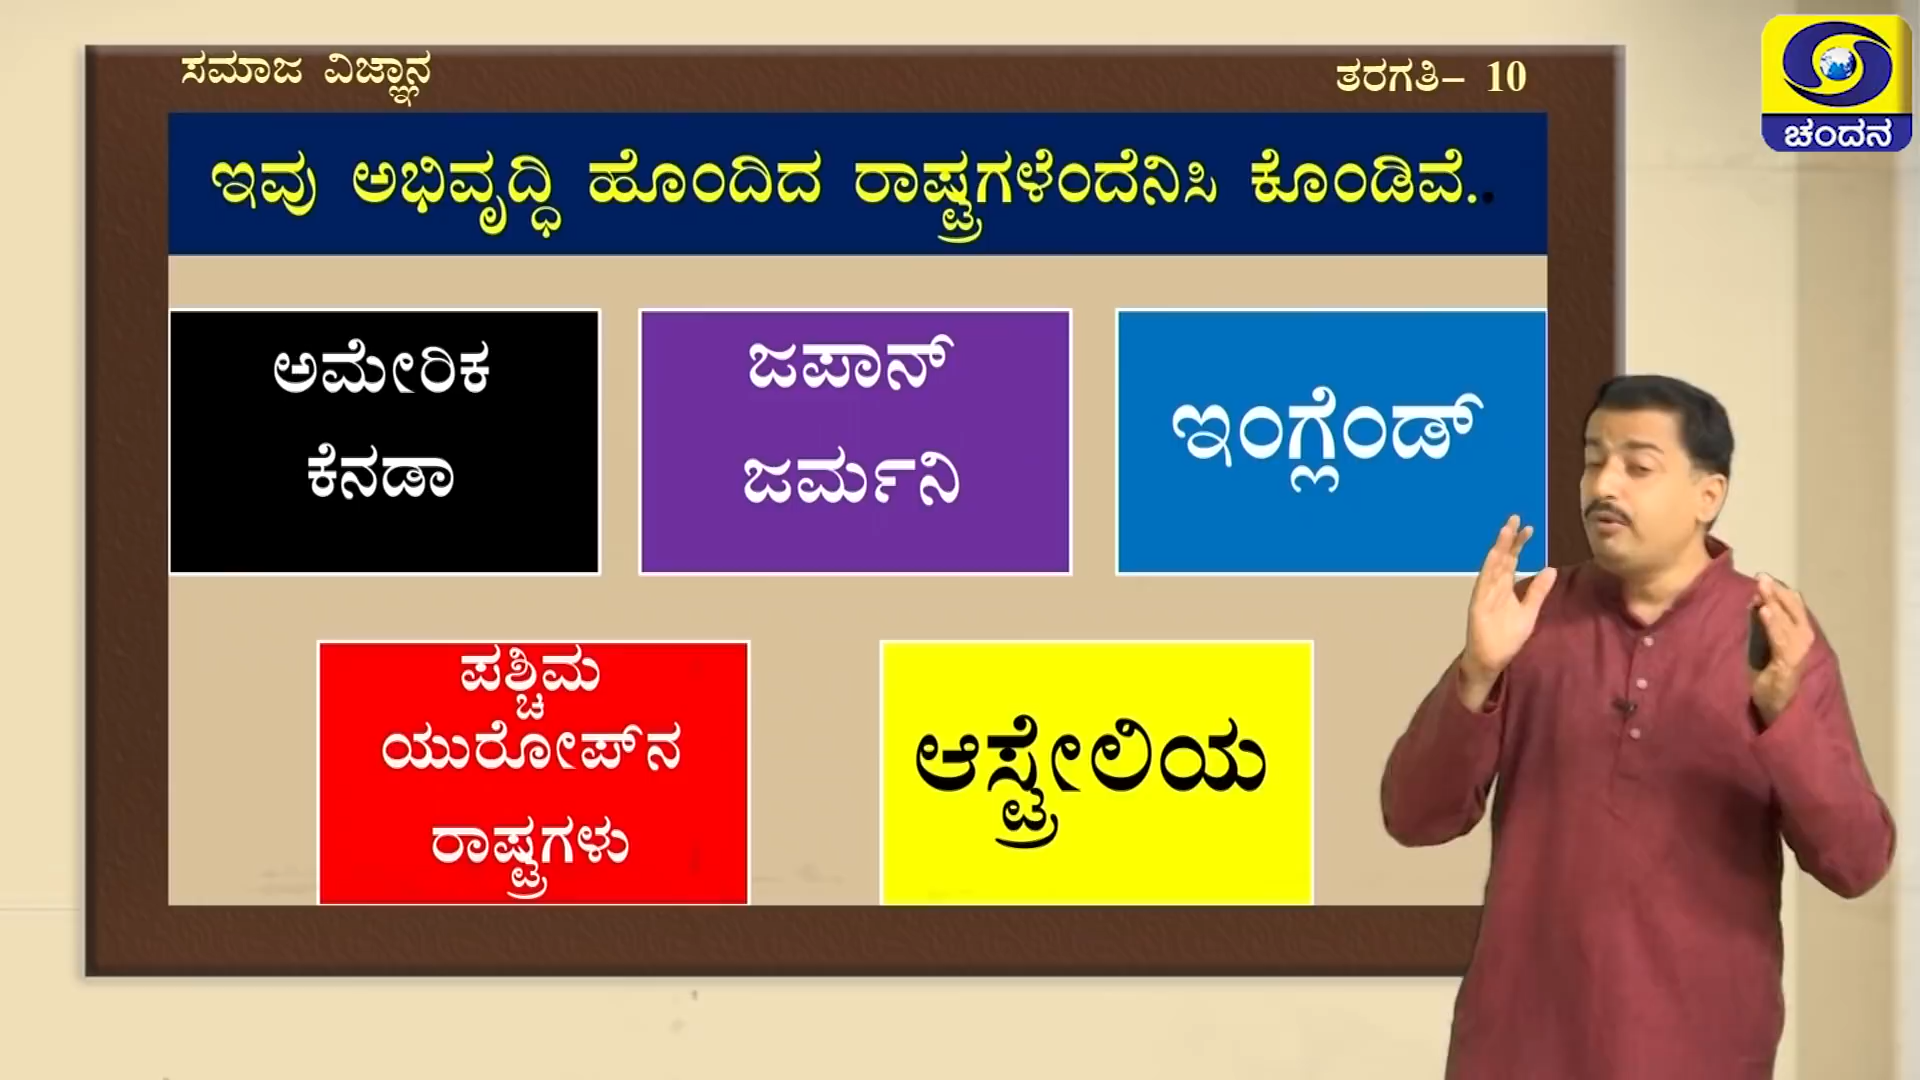 ಸಮಾಜ ವಿಜ್ಞಾನ
ತರಗತಿ– 10
ಚಂದನ
ಇವು ಅಭಿವೃದ್ಧಿ ಹೊಂದಿದ ರಾಷ್ಟ್ರಗಳೆಂದೆನಿಸಿ ಕೊಂಡಿವೆ..
ಅಮೇರಿಕ
ಕೆನಡಾ
ಜಪಾನ್
ಜರ್ಮನಿ
ಇಂಗ್ಲೆಂಡ್
ಪಶ್ಚಿಮ
ಯುರೋಪ್‌ನ
ರಾಷ್ಟ್ರಗಳು
ಆಸ್ಟ್ರೇಲಿಯ